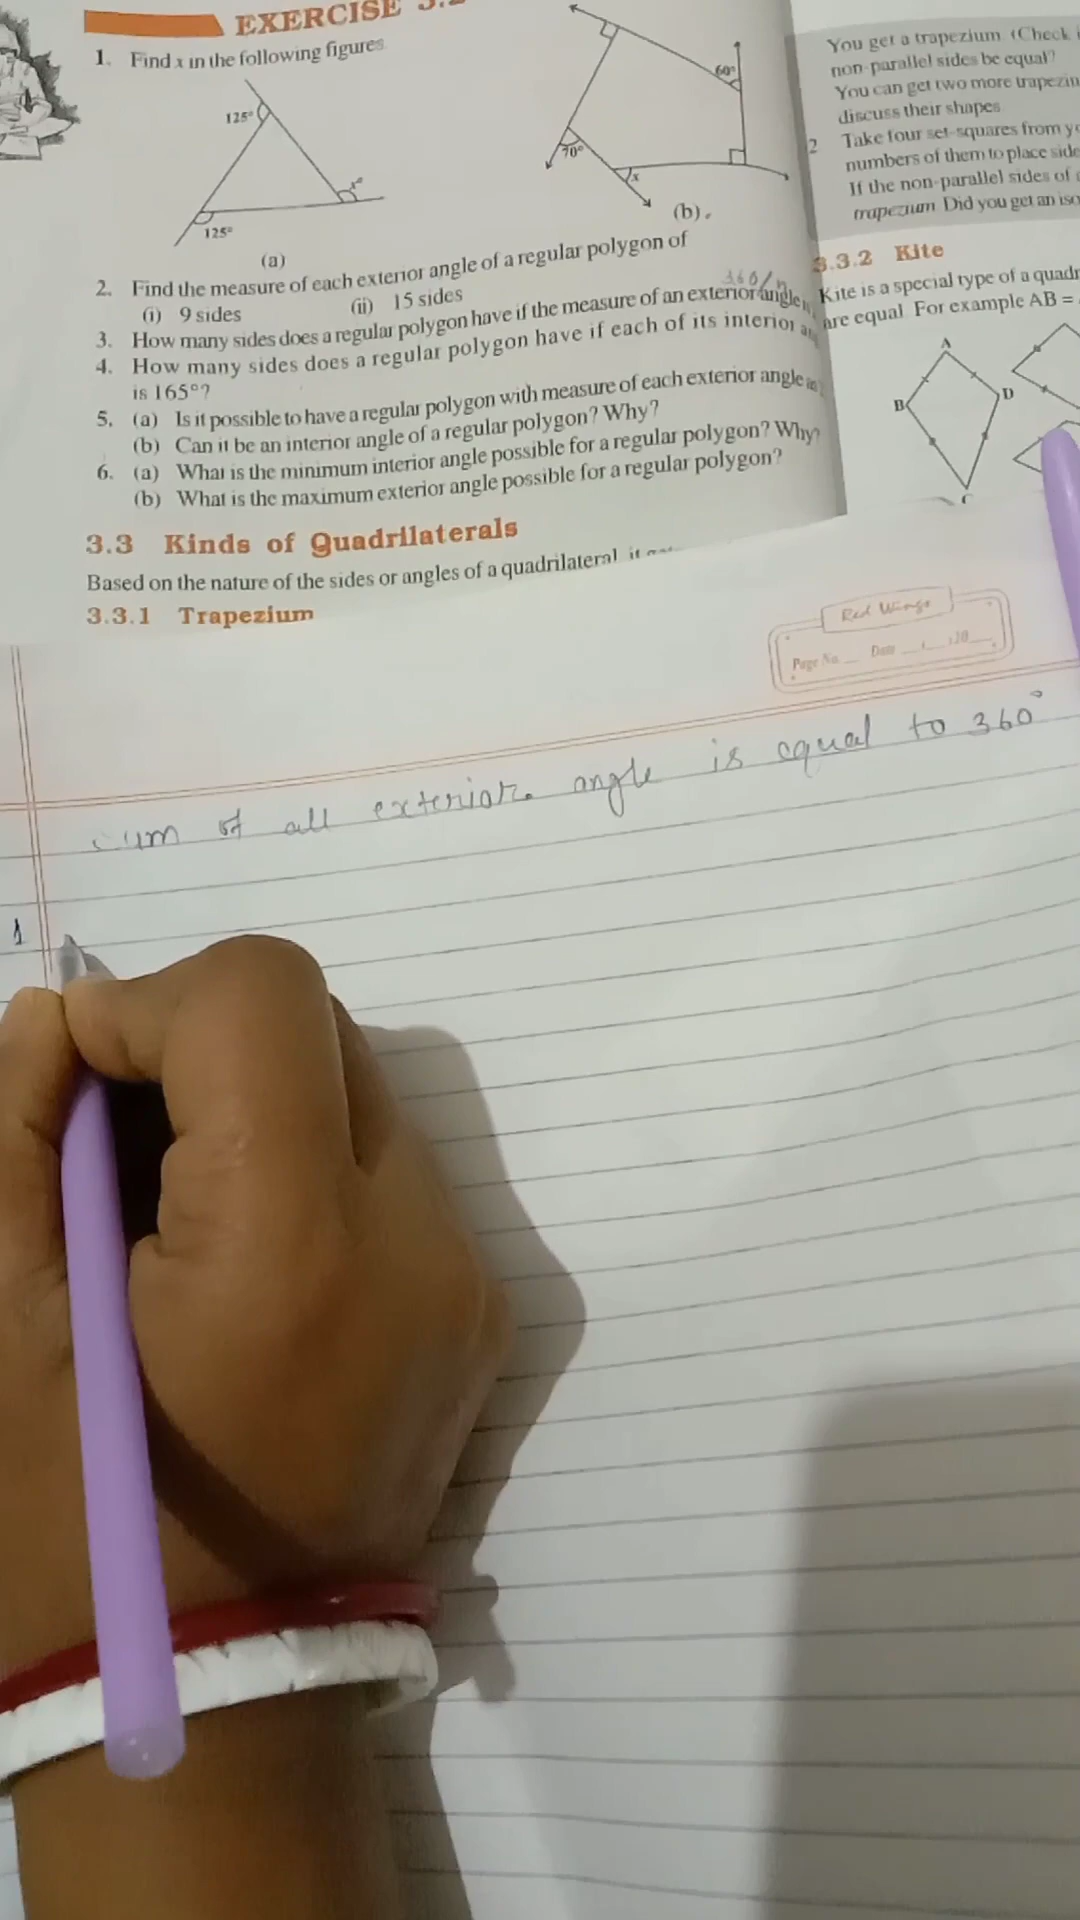 EXERCISE 3.2
1. Find x in the following figures
125°
x°
125°
(a)
60°
70°
x
(b)
2. Find the measure of each exterior angle of a regular polygon of
(i) 9 sides (ii) 15 sides
360/n
3. How many sides does a regular polygon have if the measure of an exterior angle
4. How many sides does a regular polygon have if each of its interior
is 165°?
5. (a) Is it possible to have a regular polygon with measure of each exterior angle
(b) Can it be an interior angle of a regular polygon? Why?
6. (a) What is the minimum interior angle possible for a regular polygon? Why?
(b) What is the maximum exterior angle possible for a regular polygon?
3.3 Kinds of Quadrilaterals
Based on the nature of the sides or angles of a quadrilateral, it
3.3.1 Trapezium
You get a trapezium. (Check
non-parallel sides be equal?
You can get two more trapezi
discuss their shapes
2 Take four set-squares from
numbers of them to place side
If the non-parallel sides of
trapezium Did you get an iso
3.3.2 Kite
Kite is a special type of a quadr
are equal. For example AB =
A
B
D
C
Red Wings
Page No. Date 20
Sum of all exterior angle is equal to 360°
1